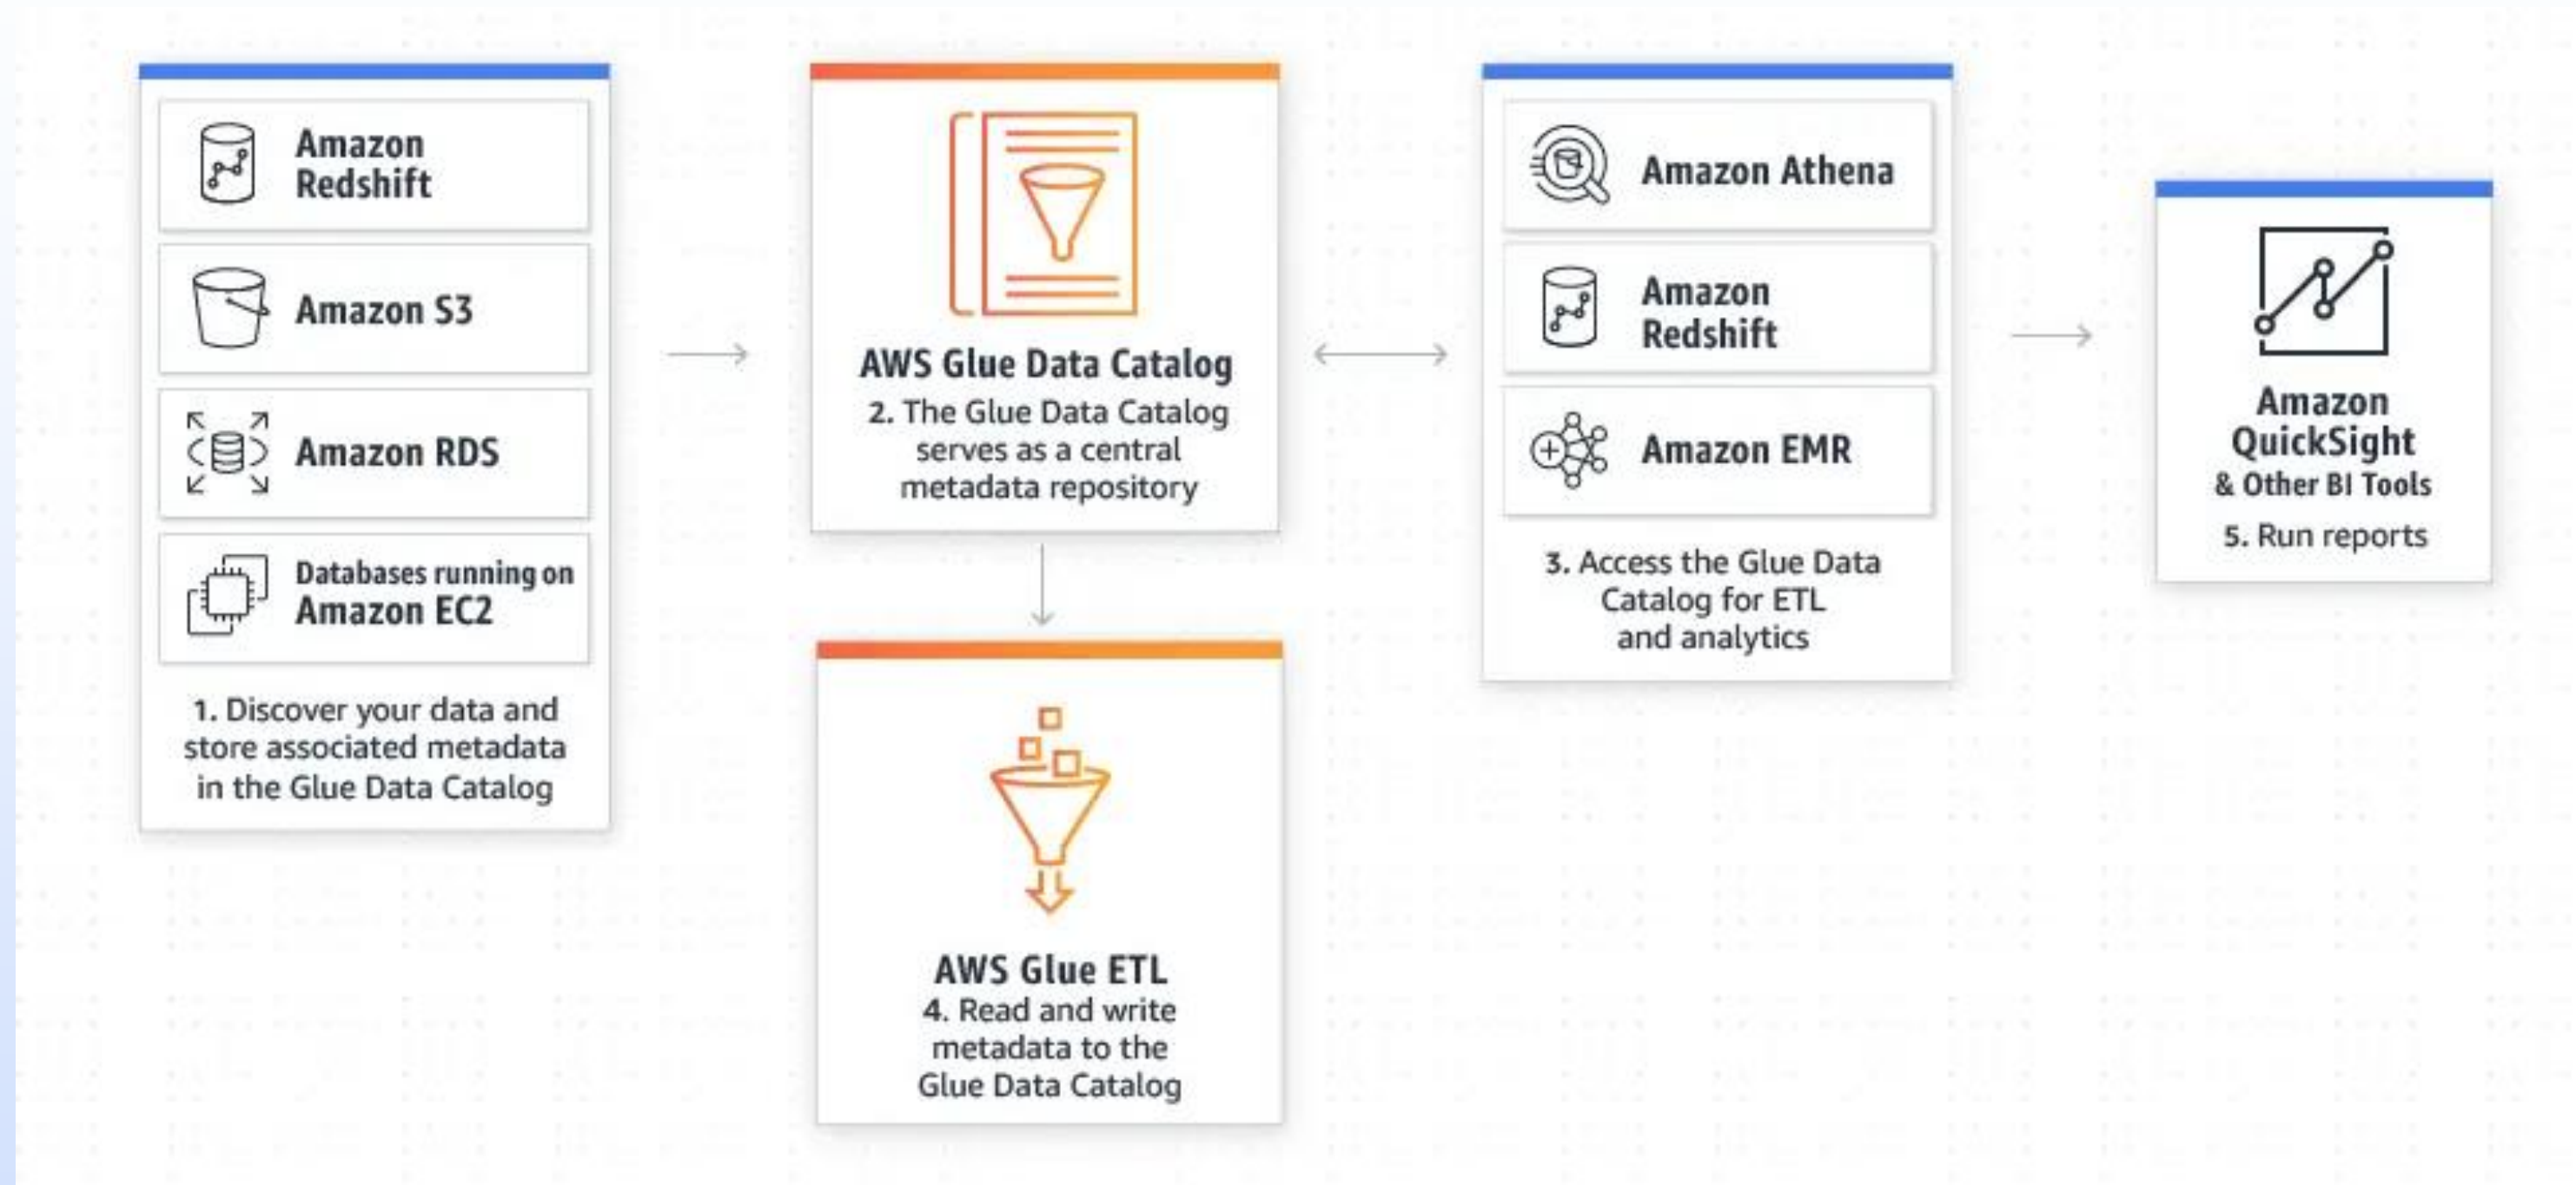 Amazon
Redshift
Amazon S3
Amazon RDS
Databases running on
Amazon EC2
1. Discover your data and
store associated metadata
in the Glue Data Catalog
AWS Glue Data Catalog
2. The Glue Data Catalog
serves as a central
metadata repository
AWS Glue ETL
4. Read and write
metadata to the
Glue Data Catalog
Amazon Athena
Amazon
Redshift
Amazon EMR
3. Access the Glue Data
Catalog for ETL
and analytics
Amazon
QuickSight
& Other BI Tools
5. Run reports